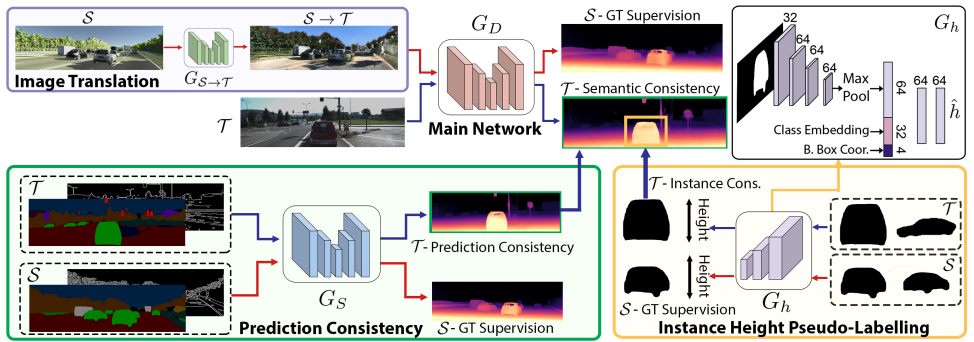 S
S → T
G_{S→T}
Image Translation
T
G_D
Main Network
S - GT Supervision
T - Semantic Consistency
32
64
64
64
Max
Pool
64
64 64
G_h
ĥ
Class Embedding
32
B. Box Coor.
4
T
S
G_S
T - Prediction Consistency
S - GT Supervision
Prediction Consistency
T - Instance Cons.
Height
Height
S - GT Supervision
G_h
T
S
Instance Height Pseudo-Labelling